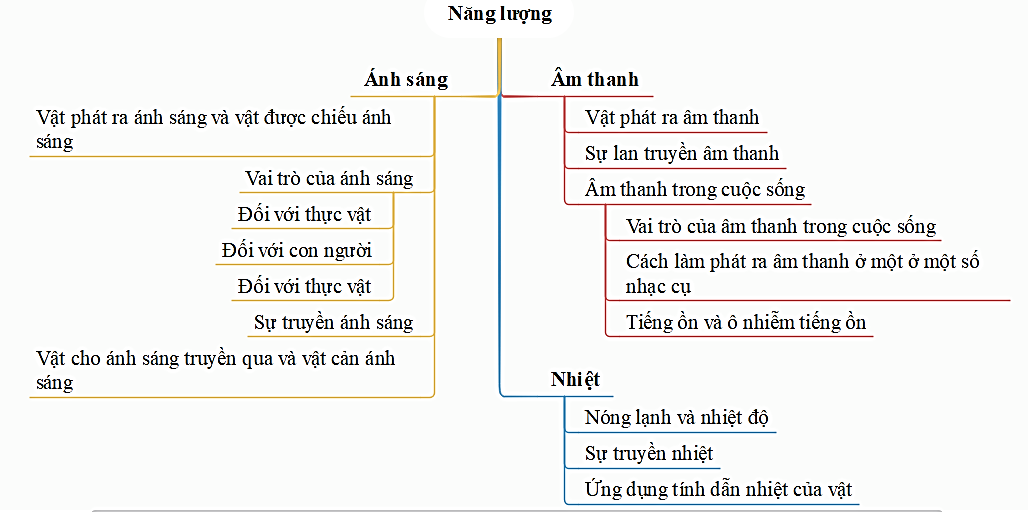 Năng lượng
Ánh sáng
Vật phát ra ánh sáng và vật được chiếu ánh
sáng
Vai trò của ánh sáng
Đối với thực vật
Đối với con người
Đối với thực vật
Sự truyền ánh sáng
Vật cho ánh sáng truyền qua và vật cản ánh
sáng
Âm thanh
Vật phát ra âm thanh
Sự lan truyền âm thanh
Âm thanh trong cuộc sống
Vai trò của âm thanh trong cuộc sống
Cách làm phát ra âm thanh ở một ở một số
nhạc cụ
Tiếng ồn và ô nhiễm tiếng ồn
Nhiệt
Nóng lạnh và nhiệt độ
Sự truyền nhiệt
Ứng dụng tính dẫn nhiệt của vật